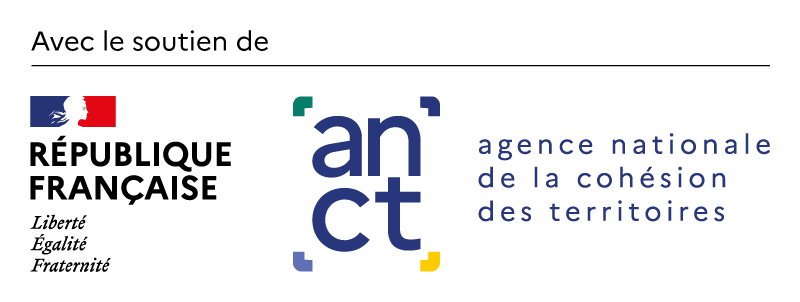 Avec le soutien de
RÉPUBLIQUE
FRANÇAISE
Liberté
Égalité
Fraternité
an
ct
agence nationale
de la cohésion
des territoires